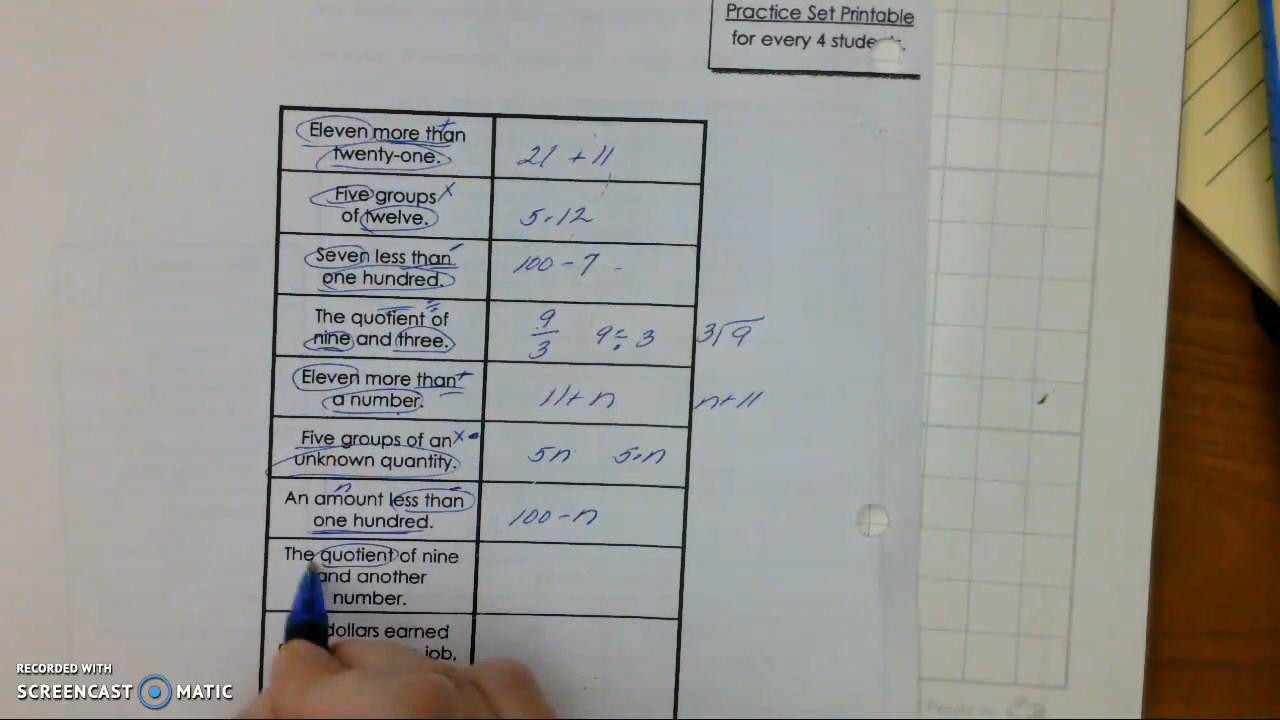 Practice Set Printable
for every 4
Eleven more than +
twenty-one.
21 + 11
Five groups x
of twelve.
5 · 12
Seven less than -
one hundred.
100 - 7
The quotient of ÷
nine and three.
9/3 9 ÷ 3 3)9
Eleven more than +
a number.
11 + n n + 11
Five groups of an x •
unknown quantity.
5n 5·n
n -
An amount less than
one hundred.
100 - n
The quotient of nine
and another
number.
dollars earned
job,
RECORDED WITH
SCREENCAST MATIC